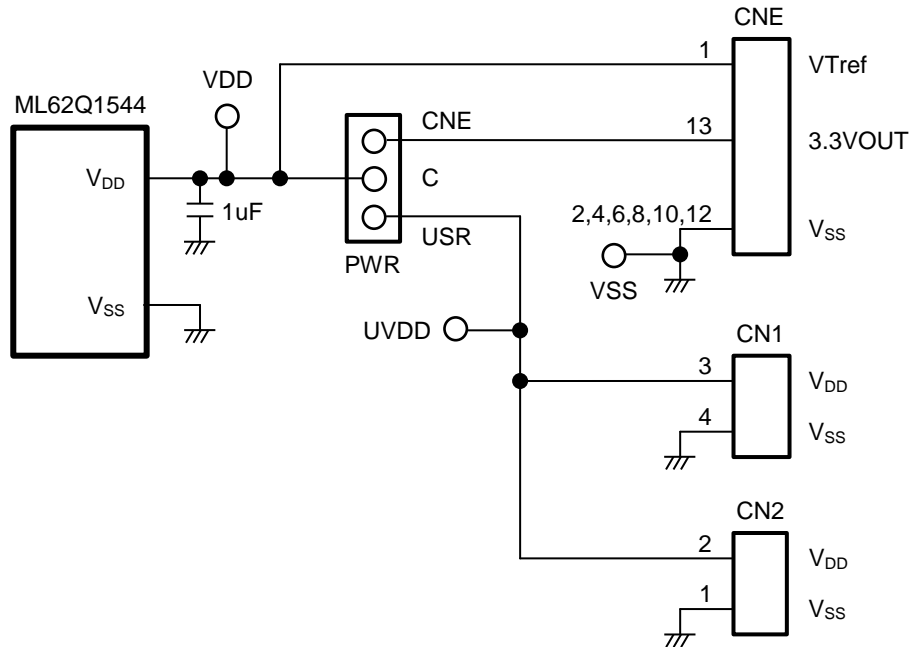 CNE
1
VTref
VDD
ML62Q1544
CNE
13
3.3VOUT
VDD
C
1uF
2,4,6,8,10,12
USR
VSS
PWR
VSS
VSS
UVDD
CN1
3
VDD
4
VSS
CN2
2
VDD
1
VSS